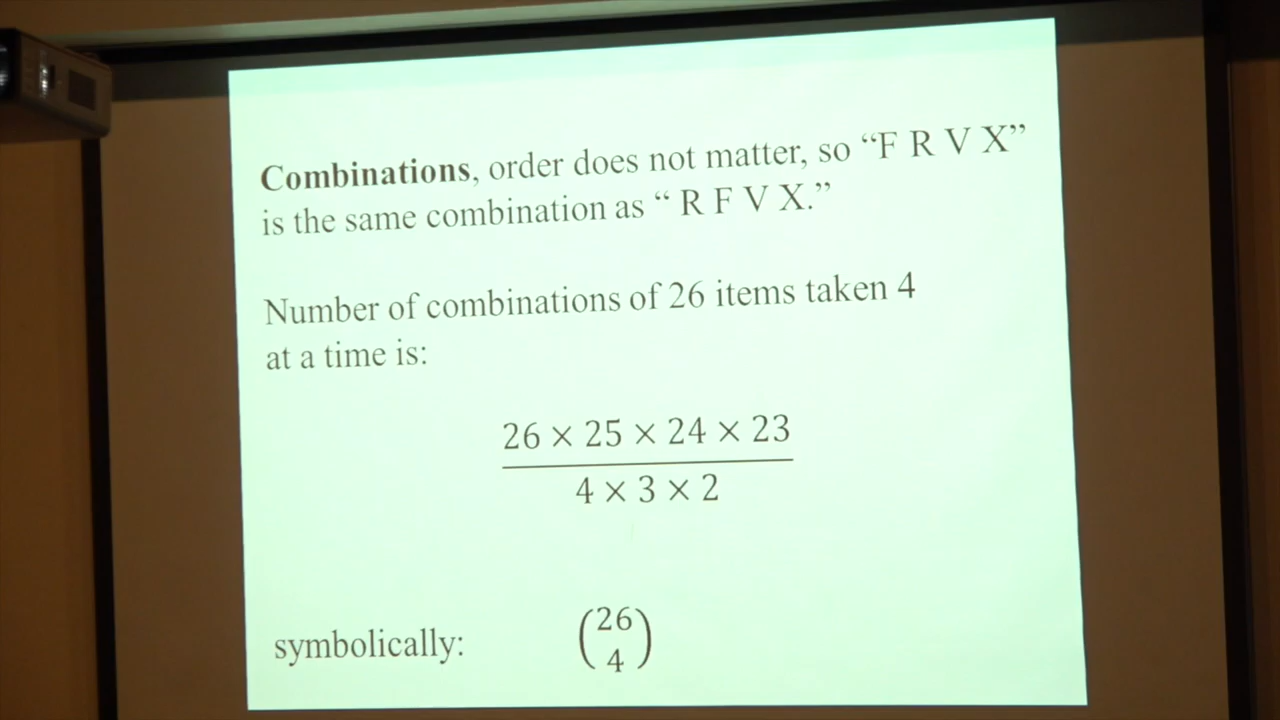 Combinations, order does not matter, so “F R V X”
is the same combination as “ R F V X.”
Number of combinations of 26 items taken 4
at a time is:
26 × 25 × 24 × 23
4 × 3 × 2
symbolically: (26
4)